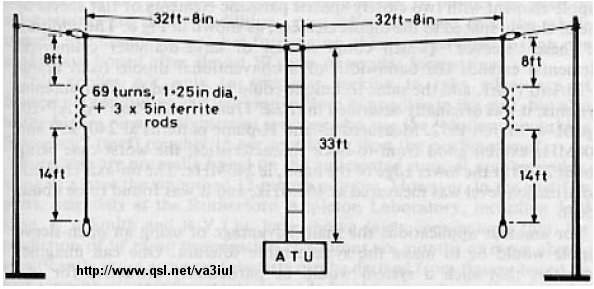 32ft-8in
32ft-8in
8ft
8ft
69 turns, 1·25in dia,
+ 3 x 5in ferrite
rods
33ft
14ft
14ft
ATU
http://www.qsl.net/va3iul